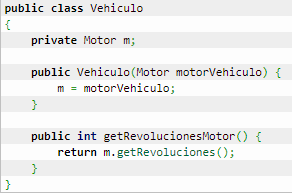 public class Vehiculo
{
    private Motor m;

    public Vehiculo(Motor motorVehiculo) {
        m = motorVehiculo;
    }

    public int getRevolucionesMotor() {
        return m.getRevoluciones();
    }
}